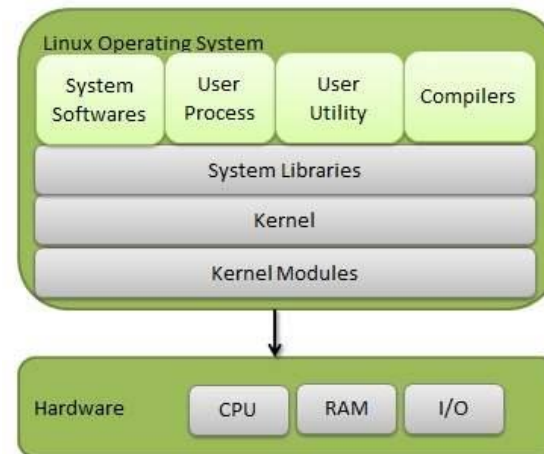 Linux Operating System
System
Softwares
User
Process
User
Utility
Compilers
System Libraries
Kernel
Kernel Modules
Hardware
CPU
RAM
I/O